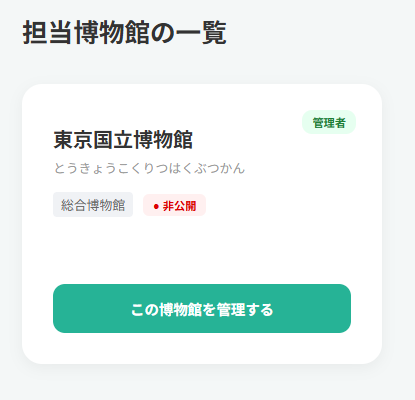 担当博物館の一覧
管理者
東京国立博物館
とうきょうこくりつはくぶつかん
総合博物館 ● 非公開
この博物館を管理する